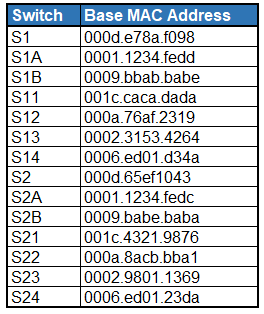 Switch Base MAC Address
S1 000d.e78a.f098
S1A 0001.1234.fedd
S1B 0009.bbab.babe
S11 001c.caca.dada
S12 000a.76af.2319
S13 0002.3153.4264
S14 0006.ed01.d34a
S2 000d.65ef1043
S2A 0001.1234.fedc
S2B 0009.babe.baba
S21 001c.4321.9876
S22 000a.8acb.bba1
S23 0002.9801.1369
S24 0006.ed01.23da